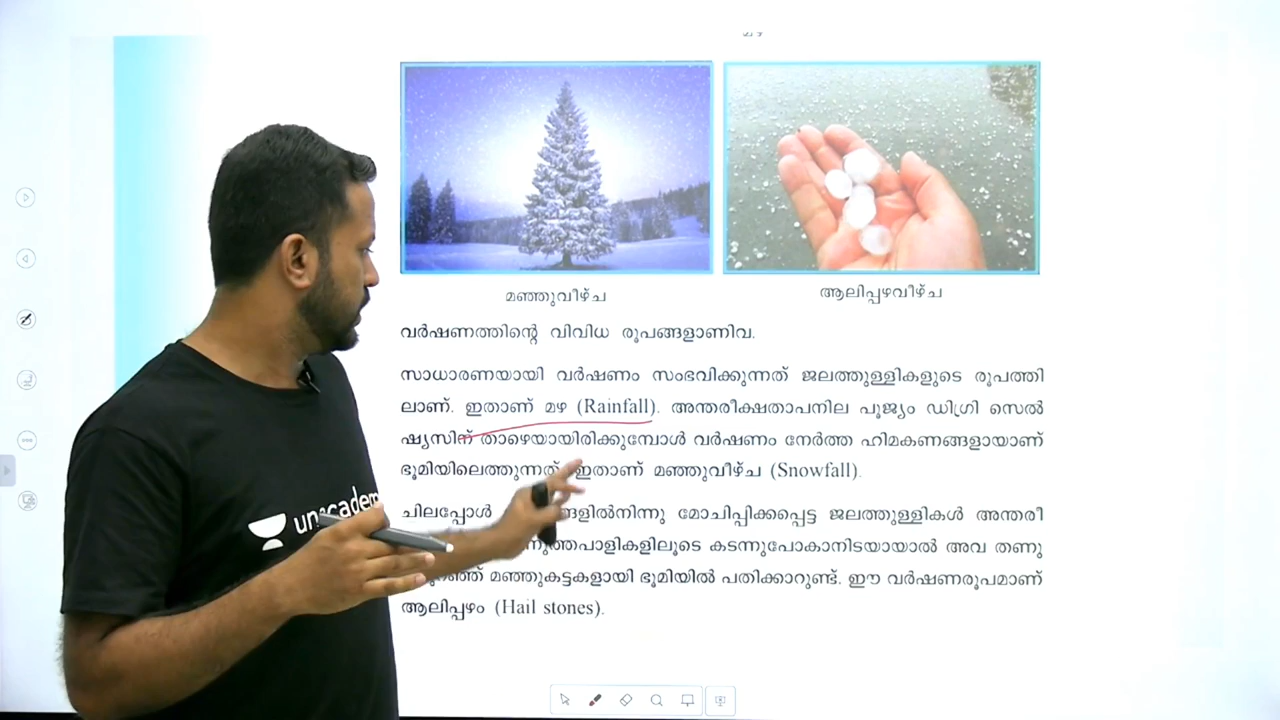 മഞ്ഞുവീഴ്ച
ആലിപ്പഴവീഴ്ച
വർഷണത്തിന്റെ വിവിധ രൂപങ്ങളാണിവ.
സാധാരണയായി വർഷണം സംഭവിക്കുന്നത് ജലത്തുള്ളികളുടെ രൂപത്തി
ലാണ്. ഇതാണ് മഴ (Rainfall). അന്തരീക്ഷതാപനില പൂജ്യം ഡിഗ്രി സെൽ
ഷ്യസിന് താഴെയായിരിക്കുമ്പോൾ വർഷണം നേർത്ത ഹിമകണങ്ങളായാണ്
ഭൂമിയിലെത്തുന്നത്. ഇതാണ് മഞ്ഞുവീഴ്ച (Snowfall).
ചിലപ്പോൾ ങളിൽനിന്നു മോചിപ്പിക്കപ്പെട്ട ജലത്തുള്ളികൾ അന്തരീ
ത്തപാളികളിലൂടെ കടന്നുപോകാനിടയായാൽ അവ തണു
ഞ്ഞ് മഞ്ഞുകട്ടകളായി ഭൂമിയിൽ പതിക്കാറുണ്ട്. ഈ വർഷണരൂപമാണ്
ആലിപ്പഴം (Hail stones).
unacademy